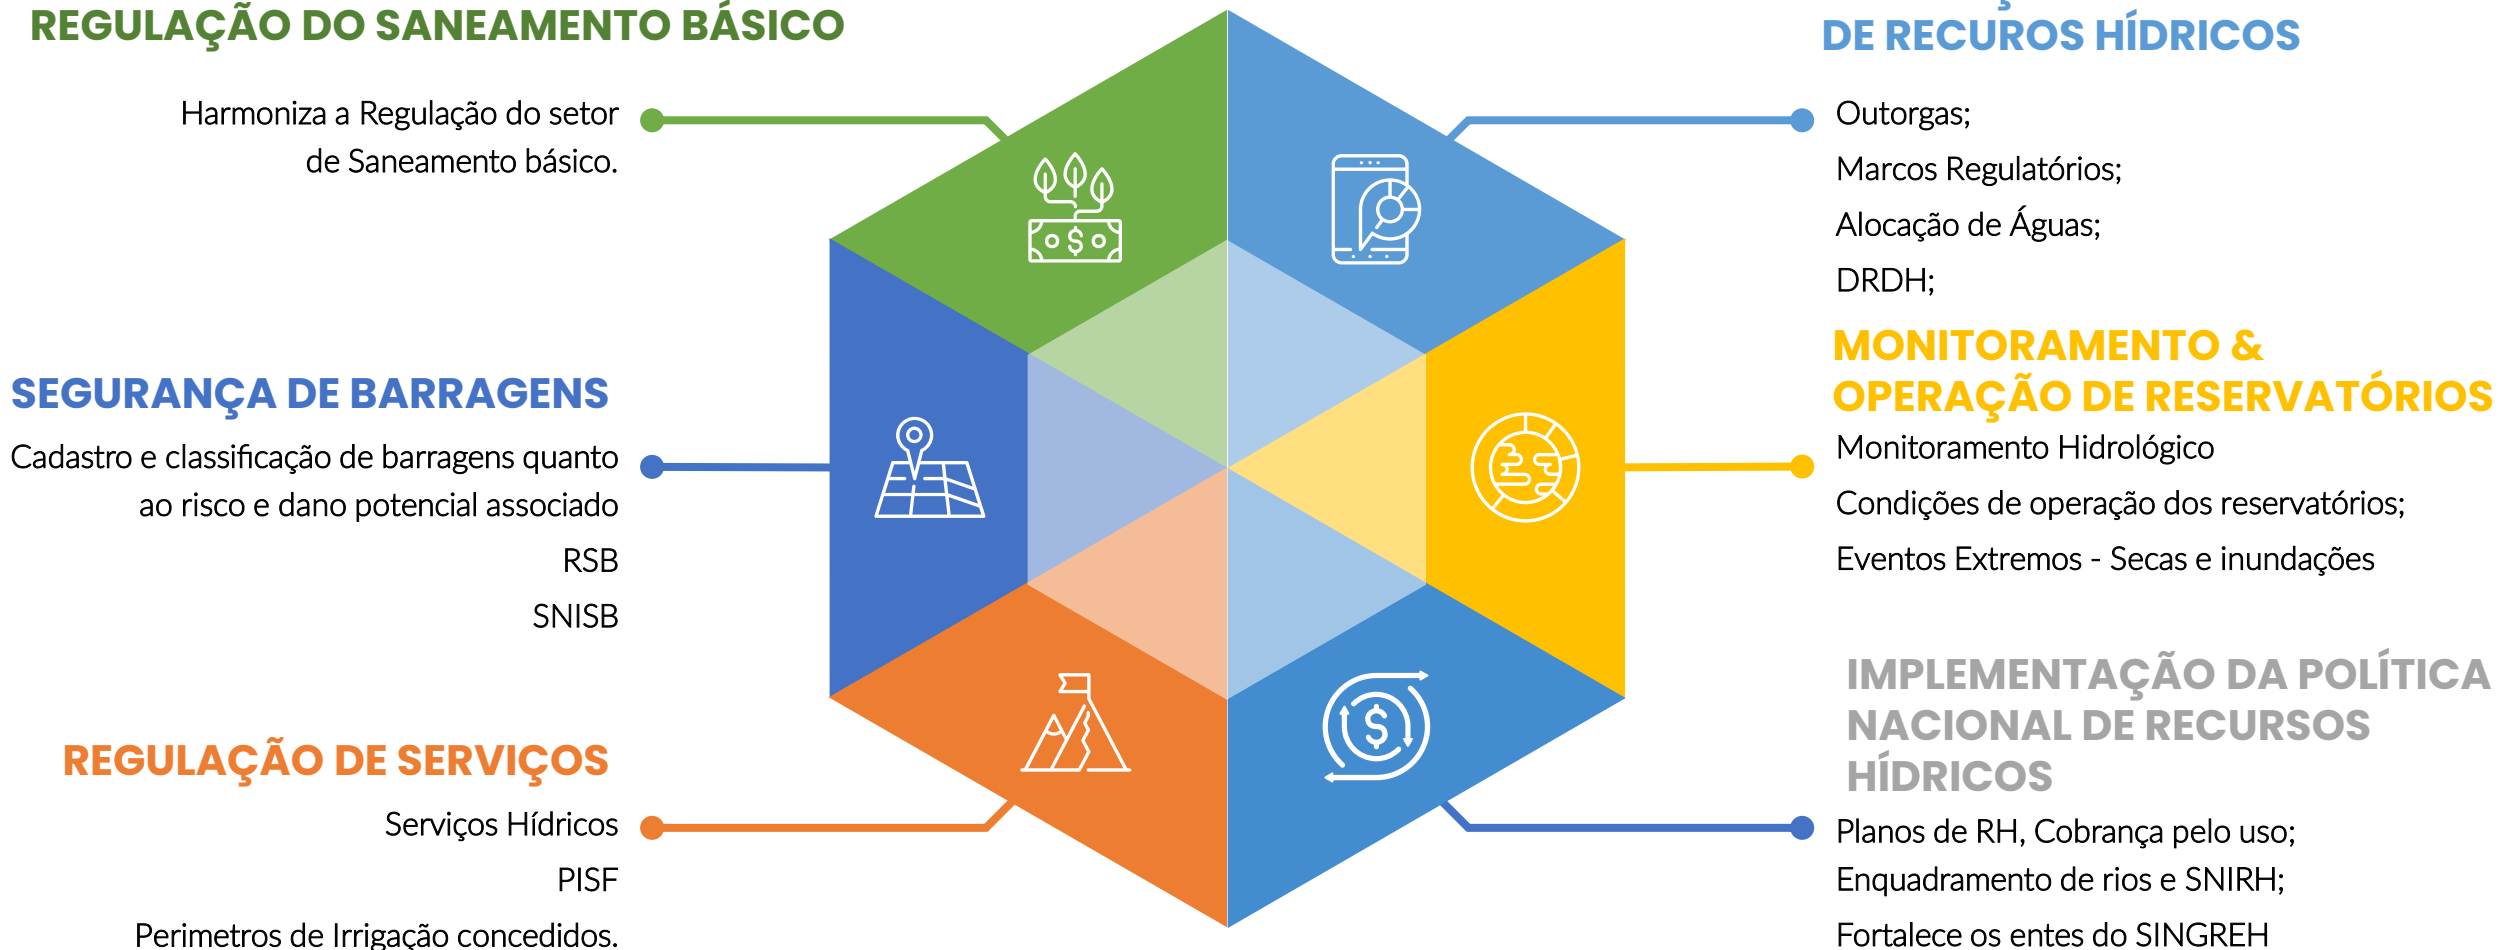 REGULAÇÃO DO SANEAMENTO BÁSICO
Harmoniza a Regulação do setor
de Saneamento básico.
SEGURANÇA DE BARRAGENS
Cadastro e classificação de barragens quanto
ao risco e dano potencial associado
RSB
SNISB
REGULAÇÃO DE SERVIÇOS
Serviços Hídricos
PISF
Perimetros de Irrigação concedidos.
DE RECUROS HÍDRICOS
Outorgas;
Marcos Regulatórios;
Alocação de Águas;
DRDH;
MONITORAMENTO &
OPERAÇÃO DE RESERVATÓRIOS
Monitoramento Hidrológico
Condições de operação dos reservatórios;
Eventos Extremos - Secas e inundações
IMPLEMENTAÇÃO DA POLÍTICA
NACIONAL DE RECURSOS
HÍDRICOS
Planos de RH, Cobrança pelo uso;
Enquadramento de rios e SNIRH;
Fortalece os entes do SINGREH